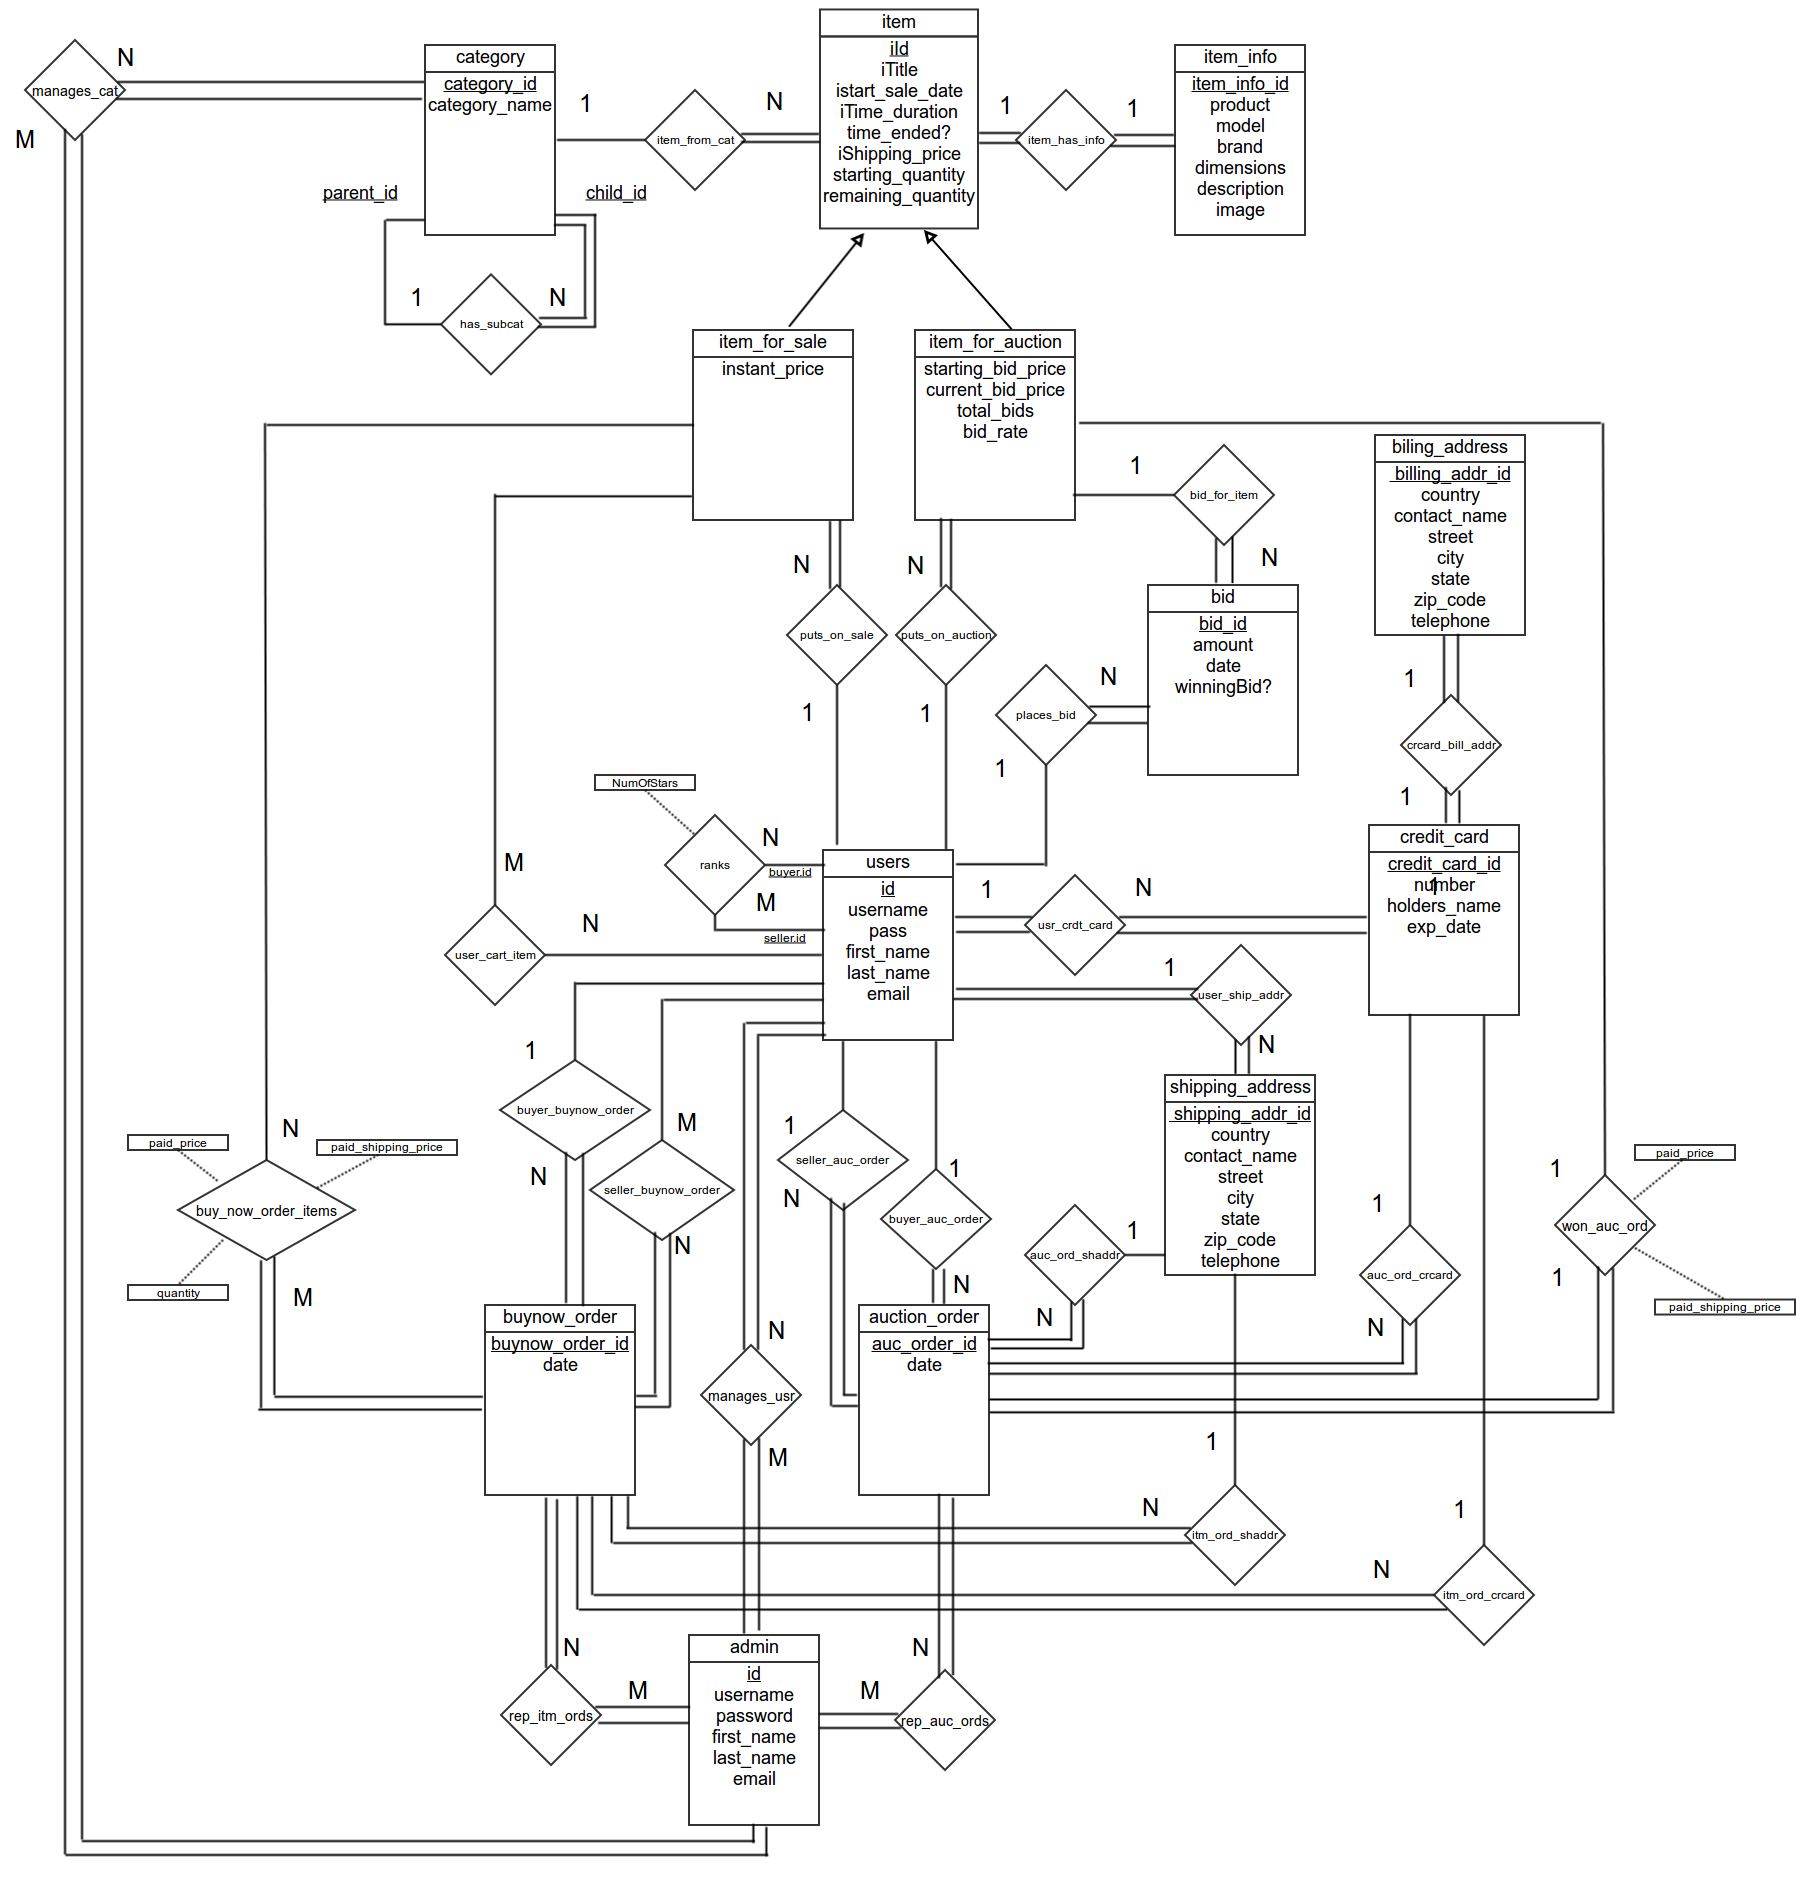 item
iId
iTitle
istart_sale_date
iTime_duration
time_ended?
iShipping_price
starting_quantity
remaining_quantity
category
category_id
category_name
item_info
item_info_id
product
model
brand
dimensions
description
image
N
manages_cat
M
1
item_from_cat
N
1
item_has_info
1
parent_id
child_id
1
has_subcat
N
item_for_sale
instant_price
item_for_auction
starting_bid_price
current_bid_price
total_bids
bid_rate
1
bid_for_item
N
biling_address
billing_addr_id
country
contact_name
street
city
state
zip_code
telephone
N
puts_on_sale
1
N
puts_on_auction
1
bid
bid_id
amount
date
winningBid?
N
places_bid
1
1
crcard_bill_addr
1
NumOfStars
ranks
N
buyer.id
M
seller.id
users
id
username
pass
first_name
last_name
email
1
usr_crdt_card
N
credit_card
credit_card_id
number
1
holders_name
exp_date
M
user_cart_item
N
1
user_ship_addr
N
shipping_address
shipping_addr_id
country
contact_name
street
city
state
zip_code
telephone
1
buyer_buynow_order
N
M
seller_buynow_order
N
1
seller_auc_order
N
1
buyer_auc_order
N
N
paid_price
paid_shipping_price
buy_now_order_items
quantity
M
1
auc_ord_shaddr
N
1
auc_ord_crcard
N
1
paid_price
won_auc_ord
1
paid_shipping_price
buynow_order
buynow_order_id
date
N
manages_usr
M
auction_order
auc_order_id
date
1
N
itm_ord_shaddr
1
N
itm_ord_crcard
N
rep_itm_ords
M
admin
id
username
password
first_name
last_name
email
N
M
rep_auc_ords